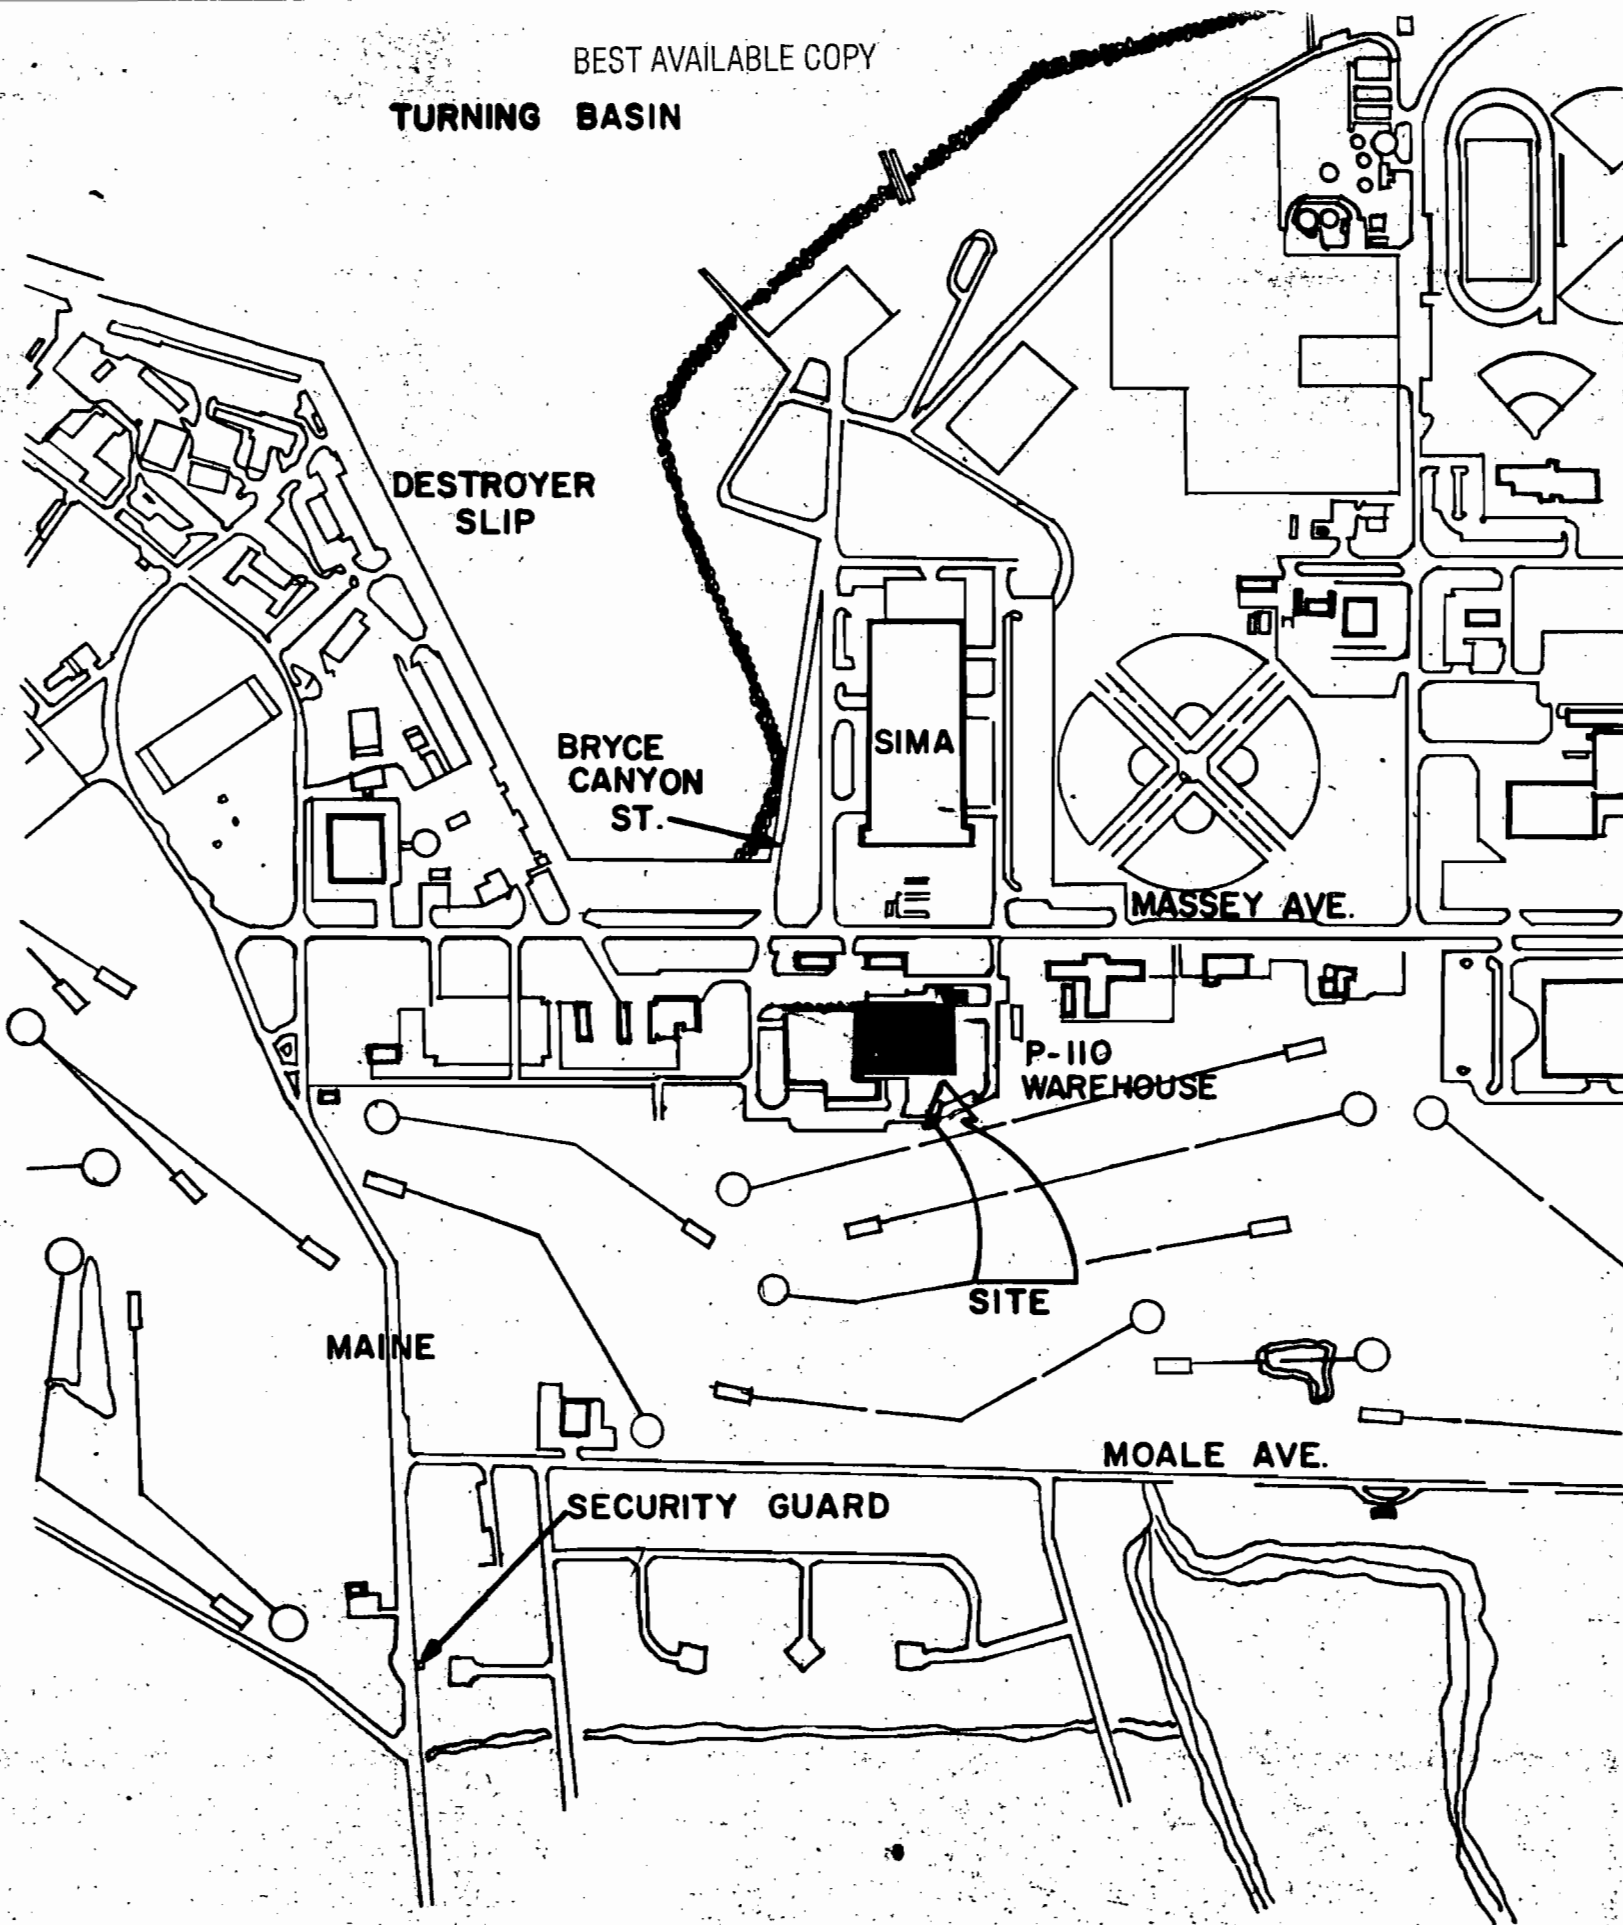 BEST AVAILABLE COPY
TURNING BASIN
DESTROYER
SLIP
BRYCE
CANYON
ST.
SIMA
MASSEY AVE.
P-110
WAREHOUSE
SITE
MAINE
MOALE AVE.
SECURITY GUARD